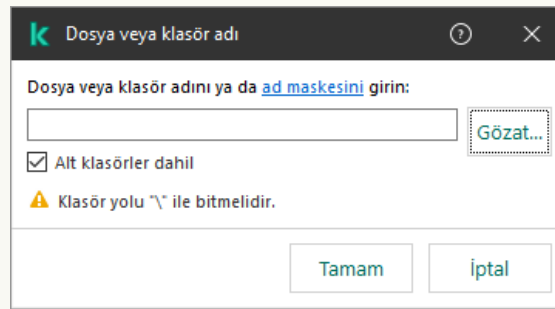 Dosya veya klasör adı
Dosya veya klasör adını ya da ad maskesini girin:
Gözat...
Alt klasörler dahil
Klasör yolu "\" ile bitmelidir.
Tamam
İptal